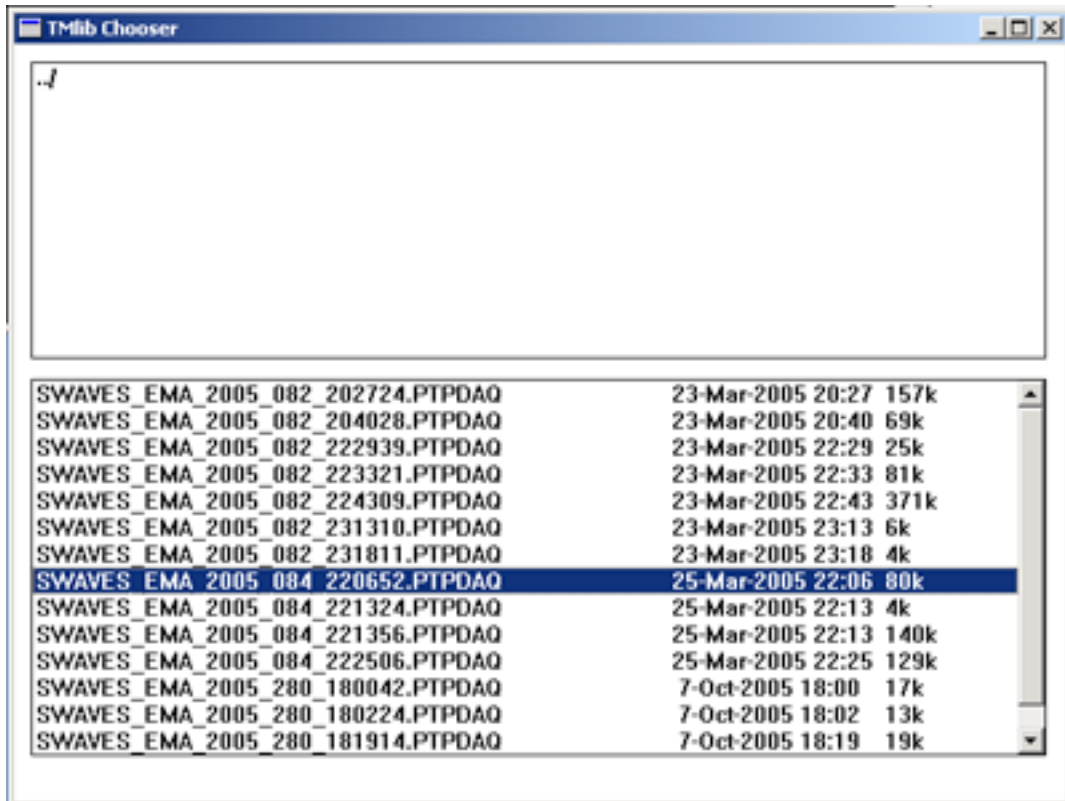 TMlib Chooser
../
SWAVES_EMA_2005_082_202724.PTPDAQ 23-Mar-2005 20:27 157k
SWAVES_EMA_2005_082_204028.PTPDAQ 23-Mar-2005 20:40 69k
SWAVES_EMA_2005_082_222939.PTPDAQ 23-Mar-2005 22:29 25k
SWAVES_EMA_2005_082_223321.PTPDAQ 23-Mar-2005 22:33 81k
SWAVES_EMA_2005_082_224309.PTPDAQ 23-Mar-2005 22:43 371k
SWAVES_EMA_2005_082_231310.PTPDAQ 23-Mar-2005 23:13 6k
SWAVES_EMA_2005_082_231811.PTPDAQ 23-Mar-2005 23:18 4k
SWAVES_EMA_2005_084_220652.PTPDAQ 25-Mar-2005 22:06 80k
SWAVES_EMA_2005_084_221324.PTPDAQ 25-Mar-2005 22:13 4k
SWAVES_EMA_2005_084_221356.PTPDAQ 25-Mar-2005 22:13 140k
SWAVES_EMA_2005_084_222506.PTPDAQ 25-Mar-2005 22:25 129k
SWAVES_EMA_2005_280_180042.PTPDAQ 7-Oct-2005 18:00 17k
SWAVES_EMA_2005_280_180224.PTPDAQ 7-Oct-2005 18:02 13k
SWAVES_EMA_2005_280_181914.PTPDAQ 7-Oct-2005 18:19 19k